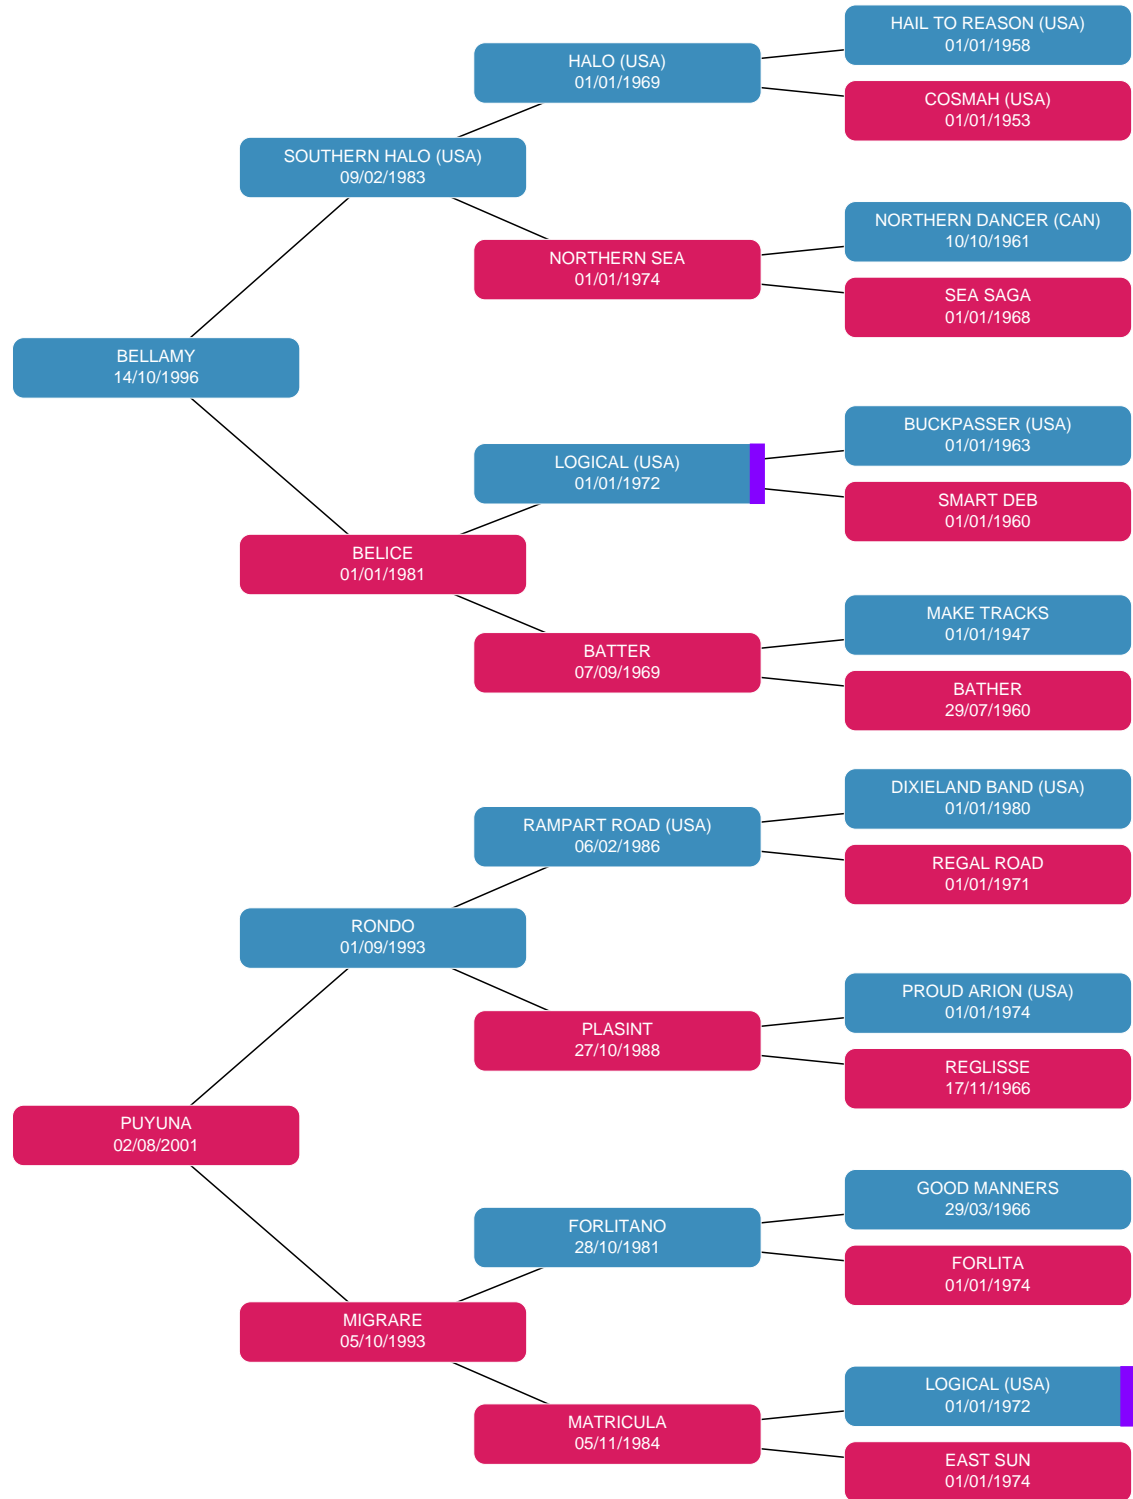 HAIL TO REASON (USA)
01/01/1958
HALO (USA)
01/01/1969
COSMAH (USA)
01/01/1953
SOUTHERN HALO (USA)
09/02/1983
NORTHERN DANCER (CAN)
10/10/1961
NORTHERN SEA
01/01/1974
SEA SAGA
01/01/1968
BELLAMY
14/10/1996
BUCKPASSER (USA)
01/01/1963
LOGICAL (USA)
01/01/1972
SMART DEB
01/01/1960
BELICE
01/01/1981
MAKE TRACKS
01/01/1947
BATTER
07/09/1969
BATHER
29/07/1960
DIXIELAND BAND (USA)
01/01/1980
RAMPART ROAD (USA)
06/02/1986
REGAL ROAD
01/01/1971
RONDO
01/09/1993
PROUD ARION (USA)
01/01/1974
PLASINT
27/10/1988
REGLISSE
17/11/1966
PUYUNA
02/08/2001
GOOD MANNERS
29/03/1966
FORLITANO
28/10/1981
FORLITA
01/01/1974
MIGRARE
05/10/1993
LOGICAL (USA)
01/01/1972
MATRICULA
05/11/1984
EAST SUN
01/01/1974